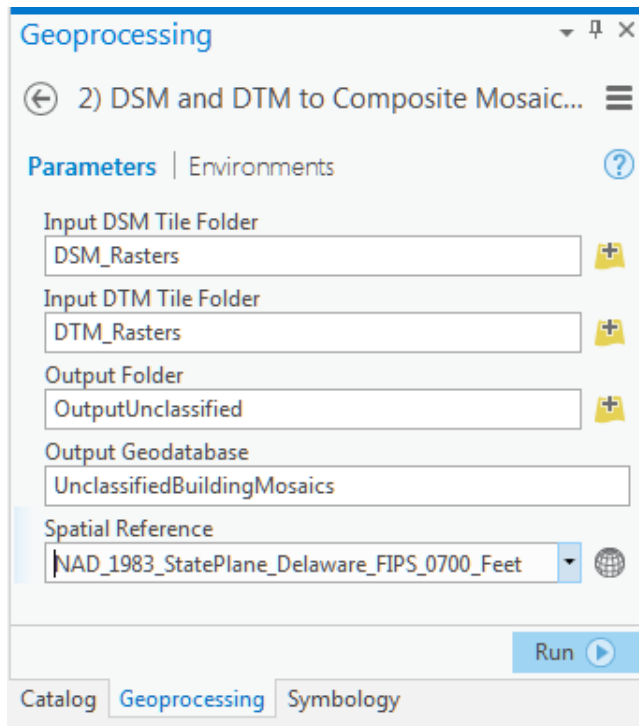 Geoprocessing
2) DSM and DTM to Composite Mosaic...
Parameters | Environments
Input DSM Tile Folder
DSM_Rasters
Input DTM Tile Folder
DTM_Rasters
Output Folder
OutputUnclassified
Output Geodatabase
UnclassifiedBuildingMosaics
Spatial Reference
NAD_1983_StatePlane_Delaware_FIPS_0700_Feet
Run
Catalog Geoprocessing Symbology